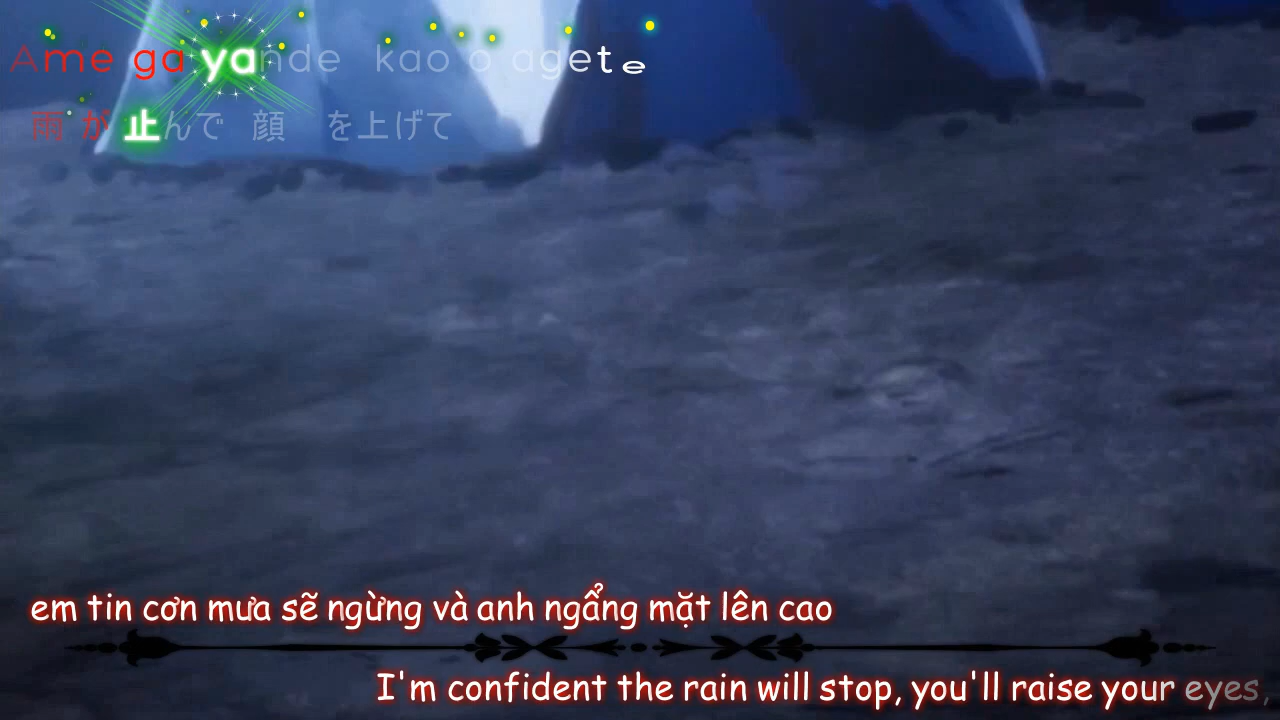 Ame ga yande kao o agete
雨が止んで 顔を上げて
em tin cơn mưa sẽ ngừng và anh ngẩng mặt lên cao
I'm confident the rain will stop, you'll raise your eyes,